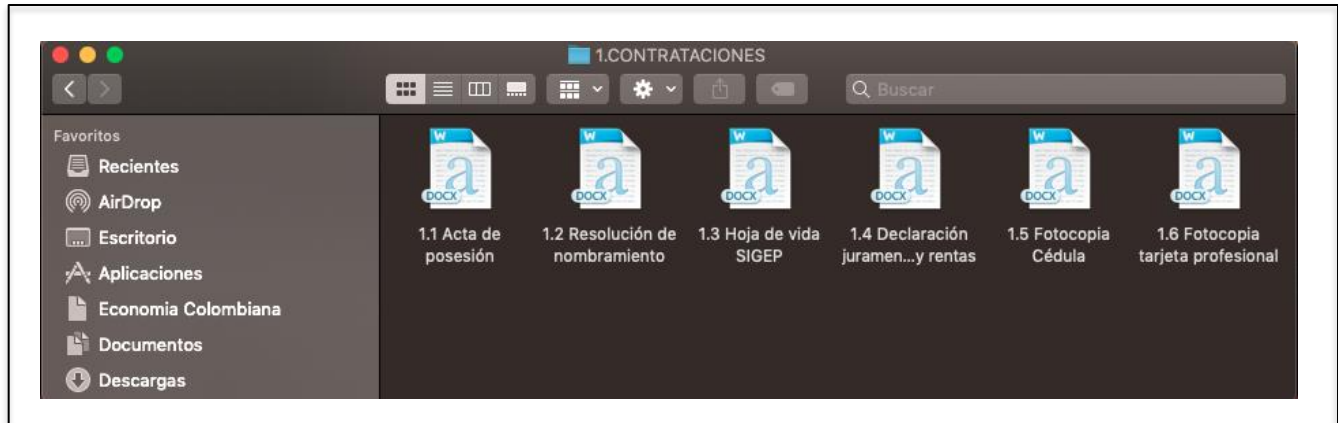 1.CONTRATACIONES
Buscar
Favoritos
Recientes
AirDrop
Escritorio
Aplicaciones
Economia Colombiana
Documentos
Descargas
W W W W W W
a a a a a a
DOCX DOCX DOCX DOCX DOCX DOCX
1.1 Acta de
posesión
1.2 Resolución de
nombramiento
1.3 Hoja de vida
SIGEP
1.4 Declaración
juramen...y rentas
1.5 Fotocopia
Cédula
1.6 Fotocopia
tarjeta profesional